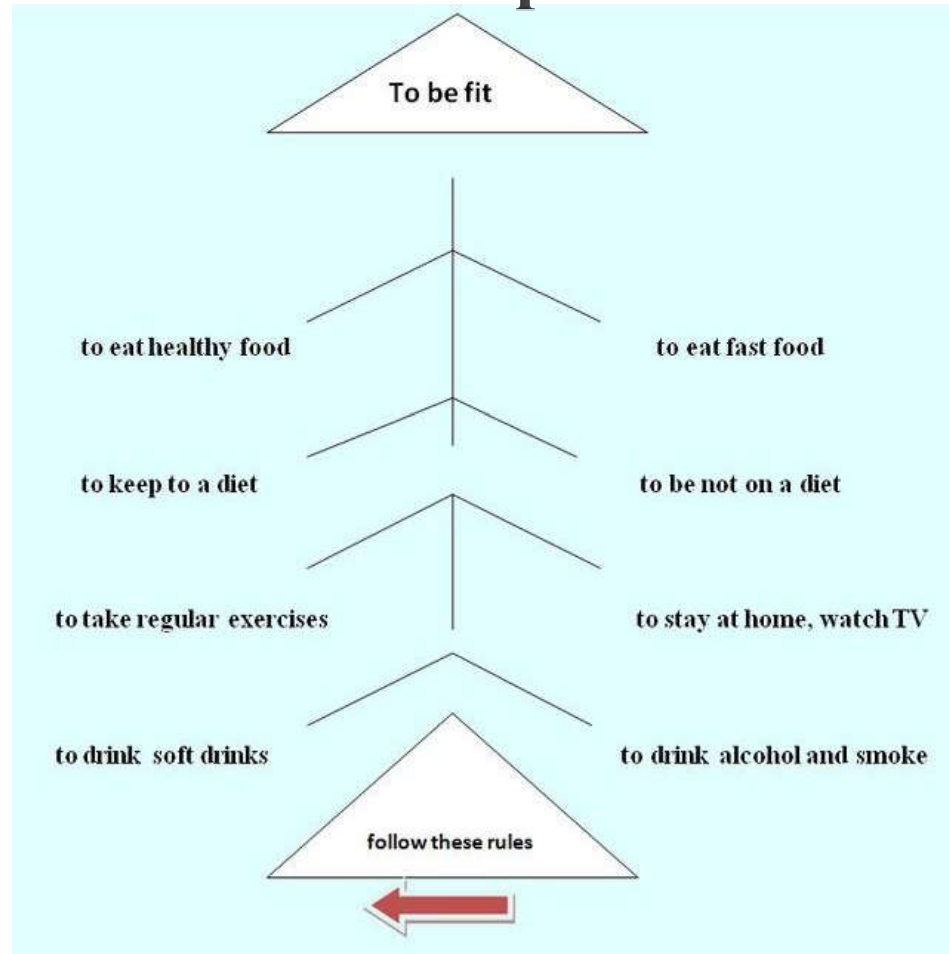 To be fit
to eat healthy food
to eat fast food
to keep to a diet
to be not on a diet
to take regular exercises
to stay at home, watch TV
to drink soft drinks
to drink alcohol and smoke
follow these rules